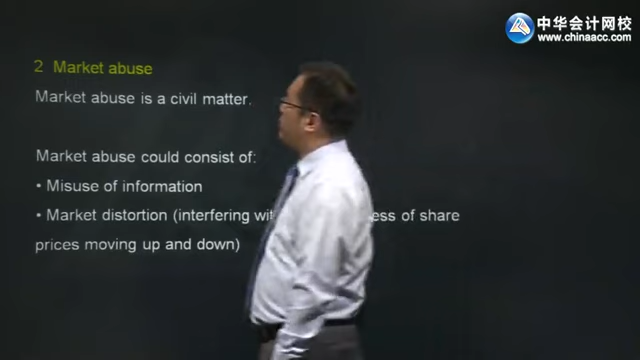 中华会计网校
www.chinaacc.com
2 Market abuse
Market abuse is a civil matter.
Market abuse could consist of:
• Misuse of information
• Market distortion (interfering ess of share
prices moving up and down)